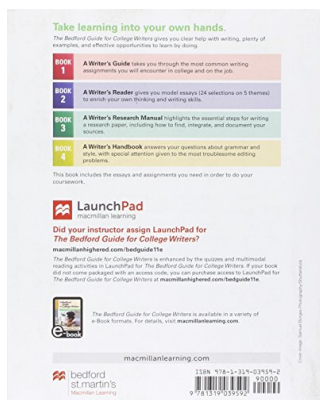 Take learning into your own hands.
The Bedford Guide for College Writers gives you clear help with writing, plenty of
examples, and effective opportunities to learn by doing.
BOOK 1
A Writer's Guide takes you through the most common writing
assignments you will encounter in college and on the job.
BOOK 2
A Writer's Reader gives you model essays (24 selections on 5 themes)
to enrich your own thinking and writing skills.
BOOK 3
A Writer's Research Manual highlights the essential steps for writing
a research paper, including how to find, integrate, and document your
sources.
BOOK 4
A Writer's Handbook answers your questions about grammar and
style, with special attention given to the most troublesome editing
problems.
This book includes the essays and assignments you need in order to do your
coursework.
LaunchPad
macmillan learning
Did your instructor assign LaunchPad for
The Bedford Guide for College Writers?
macmillanhighered.com/bedguide11e
The Bedford Guide for College Writers is enhanced by the quizzes and multimodal
reading activities in LaunchPad for The Bedford Guide for College Writers. If your book
did not come packaged with an access code, you can purchase access to LaunchPad for
The Bedford Guide for College Writers at macmillanhighered.com/bedguide11e.
e-book
The Bedford Guide for College Writers is available in a variety of
e-Book formats. For details, visit macmillanlearning.com.
macmillanlearning.com
bedford
st.martin's
Macmillan Learning
ISBN 978-1-319-03959-2
90000
9 781319 039592